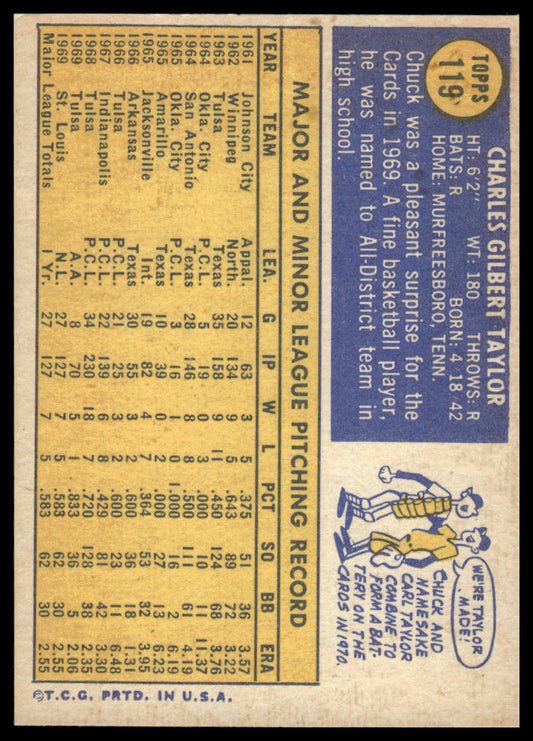 TOPPS
119
CHARLES GILBERT TAYLOR
HT: 6'2" WT: 180 THROWS: R
BATS: R BORN: 4 18 42
HOME: MURFREESBORO, TENN.
Chuck was a pleasant surprise for the
Cards in 1969. A fine basketball player,
he was named to All-District team in
high school.
WE'RE TAYLOR
MADE!
CHUCK AND
NAMESAKE
CARL TAYLOR
COMBINE TO
FORM A BAT-
TERY ON THE
CARDS IN 1970.
MAJOR AND MINOR LEAGUE PITCHING RECORD
YEAR TEAM LEA. G IP W L PCT SO BB ERA
1961 Johnson City Appal. 12 63 3 5 .375 51 36 3.57
1962 Winnipeg North. 20 134 9 5 .643 89 72 3.22
1963 Tulsa Texas 35 158 9 11 .450 124 68 3.76
1964 Okla. City P.C.L. 5 19 0 3 .000 10 16 11.37
1964 San Antonio Texas 28 146 8 8 .500 116 61 4.19
1965 Okla. City P.C.L. 3 16 1 0 1.000 6.19
1965 Amarillo Texas 10 39 0 2 .000 6.23
1965 Jacksonville Int. 19 82 4 7 .364 53 32 3.95
1966 Arkansas Texas 30 55 3 2 .600 27 13 1.31
1966 Tulsa P.C.L. 21 25 3 2 .600 23 11 6.48
1967 Indianapolis P.C.L. 22 139 6 8 .429 81 42 3.30
1968 Tulsa P.C.L. 34 230 18 7 .720 128 38 2.35
1969 Tulsa A.A. 8 70 5 1 .833 36 5 2.06
1969 St. Louis N.L. 27 127 7 5 .583 62 30 2.55
Major League Totals 1 Yr. 27 127 7 5 .583 62 30 2.55
©T.C.G. PRTD. IN U.S.A.